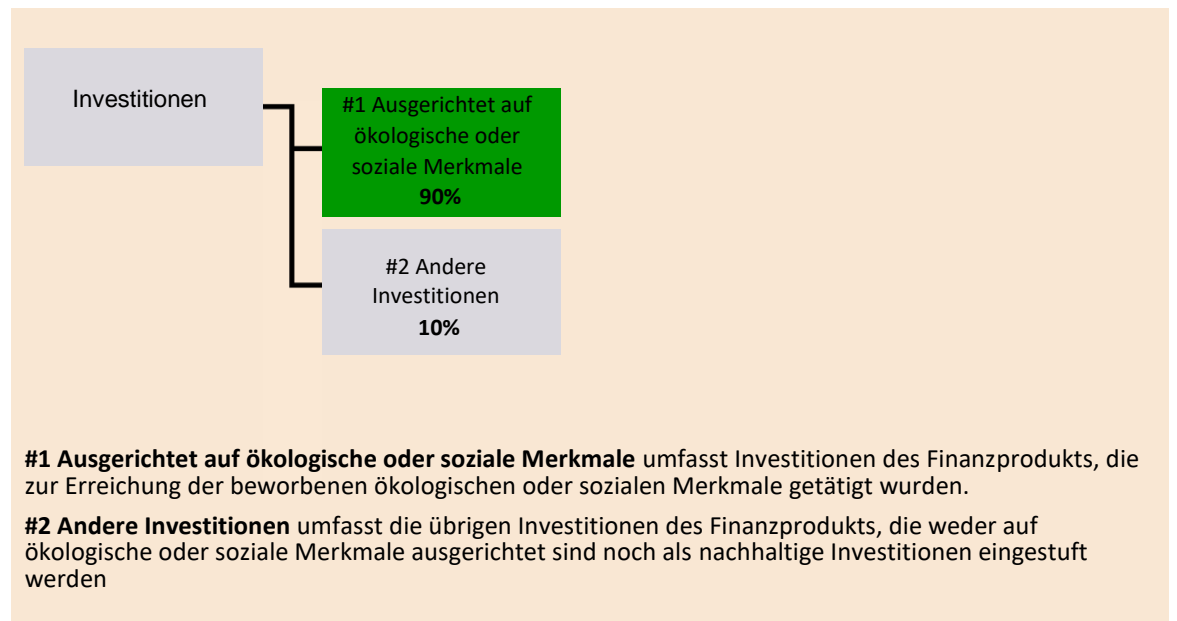 Investitionen
#1 Ausgerichtet auf
ökologische oder
soziale Merkmale
90%
#2 Andere
Investitionen
10%
#1 Ausgerichtet auf ökologische oder soziale Merkmale umfasst Investitionen des Finanzprodukts, die
zur Erreichung der beworbenen ökologischen oder sozialen Merkmale getätigt wurden.
#2 Andere Investitionen umfasst die übrigen Investitionen des Finanzprodukts, die weder auf
ökologische oder soziale Merkmale ausgerichtet sind noch als nachhaltige Investitionen eingestuft
werden